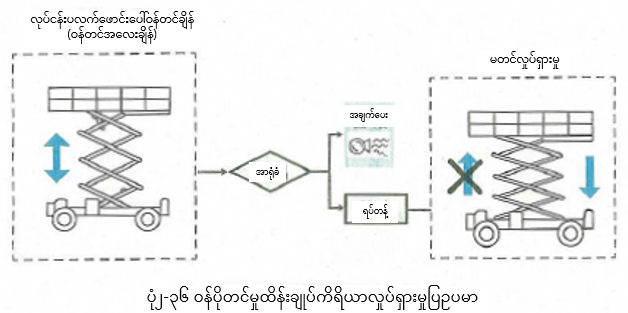 လုပ်ငန်းပလက်ဖောင်းပေါ်ဝန်တင်ချိန်
(ဝန်တင်အလေးချိန်)
မတင်လှုပ်ရှားမှု
အချက်ပေး
အာရုံခံ
ရပ်တန့်
ပုံ၂-၃၆ ဝန်ပိုတင်မှုထိန်းချုပ်ကိရိယာလှုပ်ရှားမှုပြဥပမာ